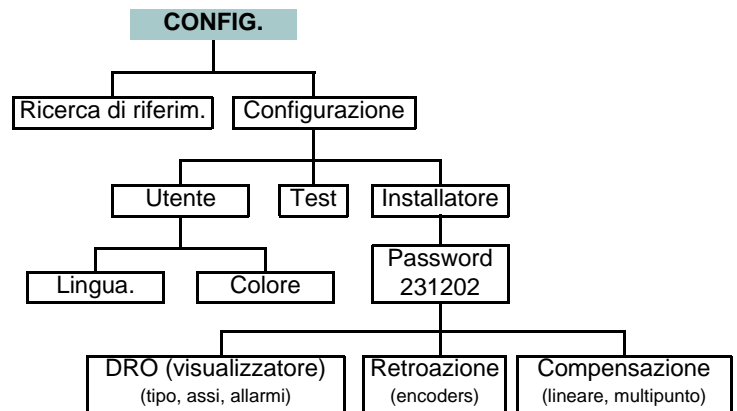 CONFIG.
Ricerca di riferim.
Configurazione
Utente
Test
Installatore
Lingua.
Colore
Password
231202
DRO (visualizzatore)
(tipo, assi, allarmi)
Retroazione
(encoders)
Compensazione
(lineare, multipunto)